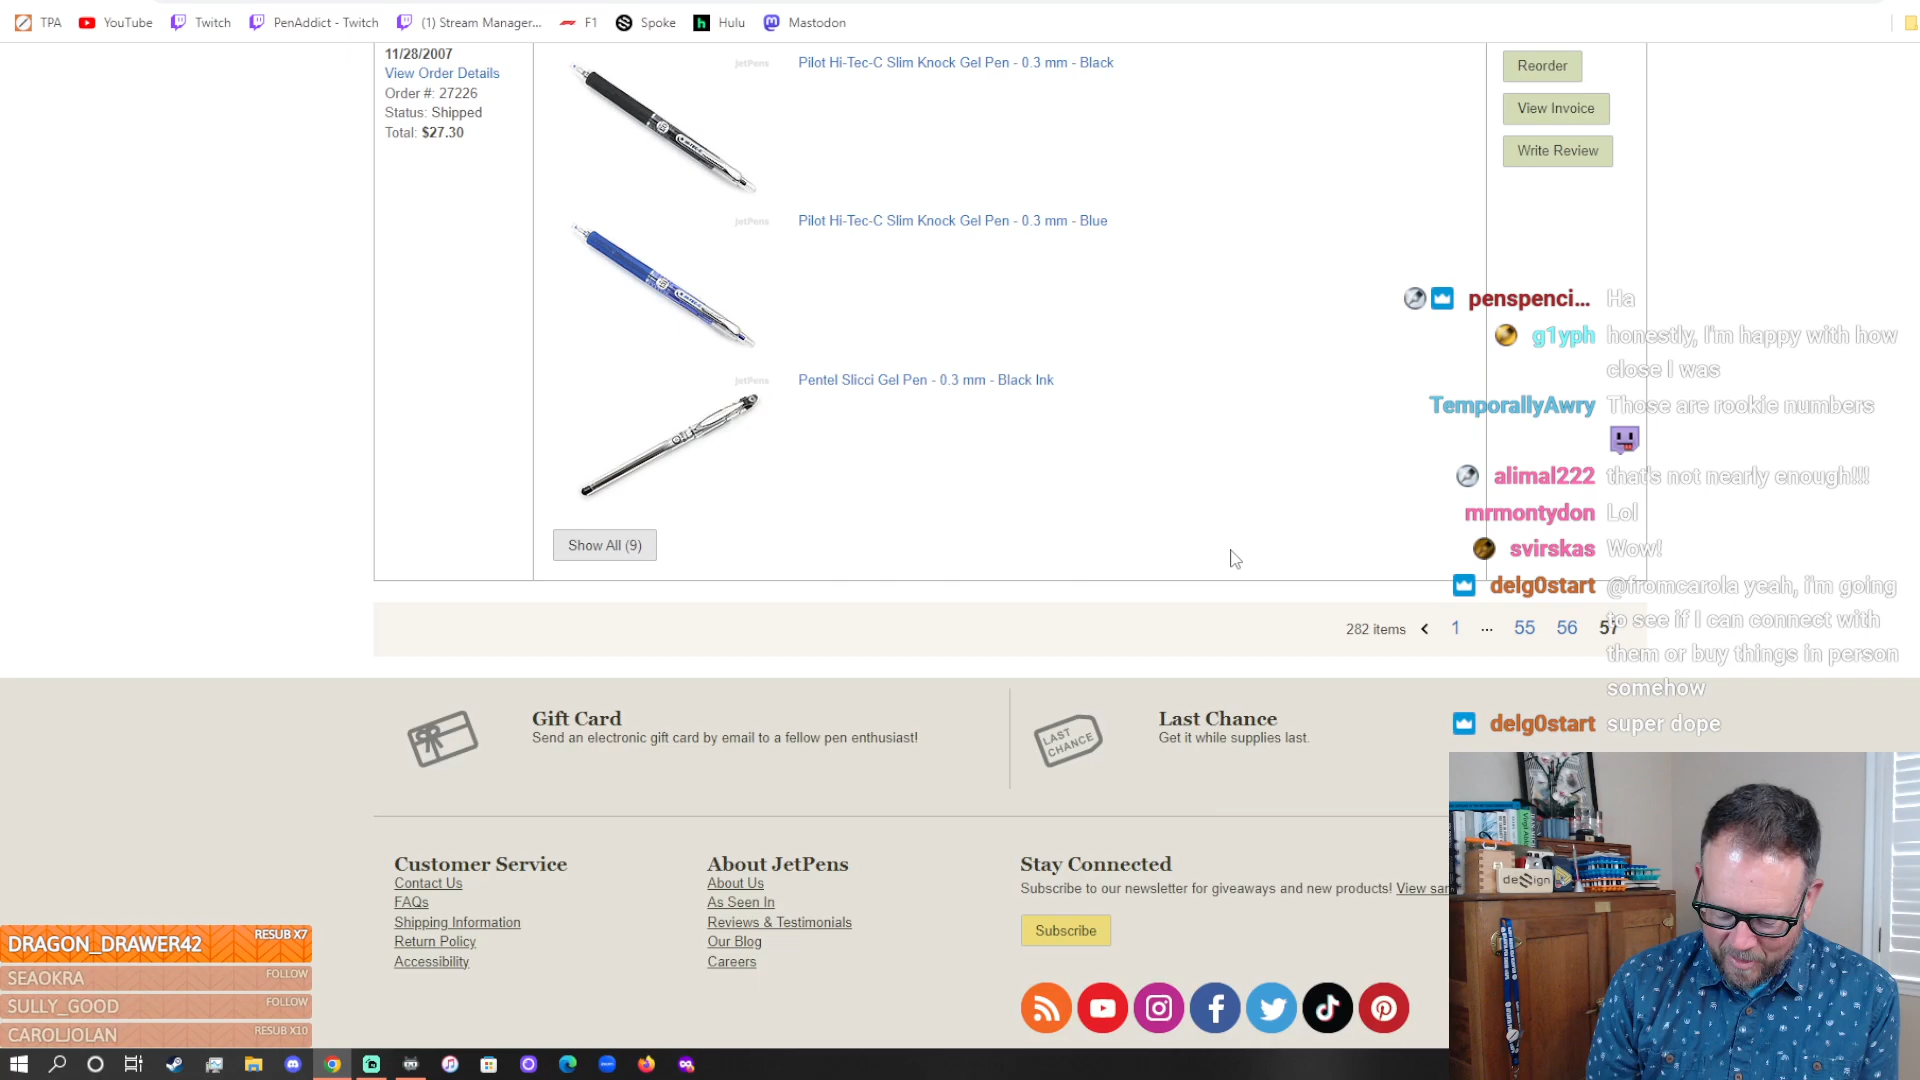 TPA
YouTube
Twitch
PenAddict - Twitch
(1) Stream Manager...
F1
Spoke
Hulu
Mastodon
11/28/2007
View Order Details
Order #: 27226
Status: Shipped
Total: $27.30
JetPens
Pilot Hi-Tec-C Slim Knock Gel Pen - 0.3 mm - Black
JetPens
Pilot Hi-Tec-C Slim Knock Gel Pen - 0.3 mm - Blue
JetPens
Pentel Slicci Gel Pen - 0.3 mm - Black Ink
Show All (9)
Reorder
View Invoice
Write Review
282 items
1
...
55
56
57
penspenci... Ha
g1yph honestly, I'm happy with how
close I was
TemporallyAwry Those are rookie numbers
alimal222 that's not nearly enough!!!
mrmontydon Lol
svirskas Wow!
delg0start @fromcarola yeah, i'm going
to see if I can connect with
them or buy things in person
somehow
delg0start super dope
Gift Card
Send an electronic gift card by email to a fellow pen enthusiast!
LAST
CHANCE
Last Chance
Get it while supplies last.
Customer Service
Contact Us
FAQs
Shipping Information
Return Policy
Accessibility
About JetPens
About Us
As Seen In
Reviews & Testimonials
Our Blog
Careers
Stay Connected
Subscribe to our newsletter for giveaways and new products! View sam
Subscribe
DRAGON_DRAWER42 RESUB X7
SEAOKRA FOLLOW
SULLY_GOOD FOLLOW
CAROLJOLAN RESUB X10